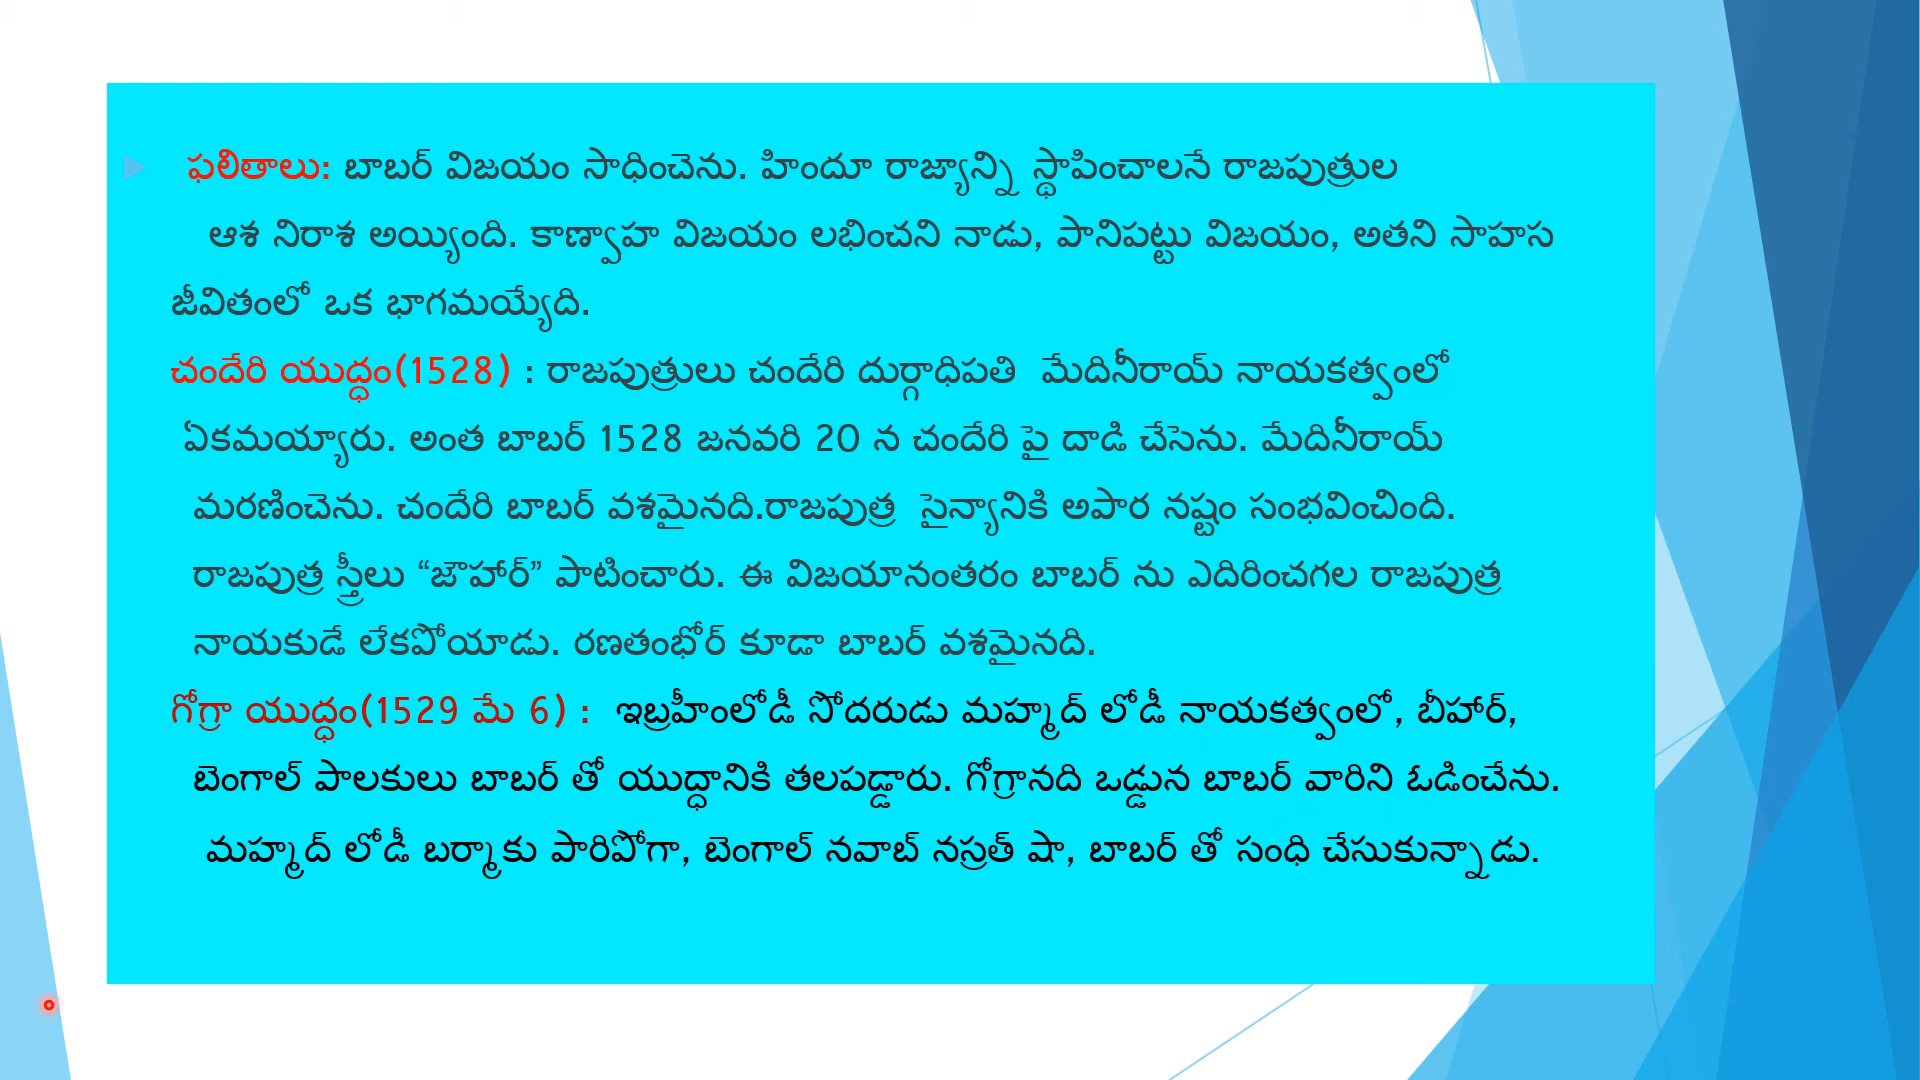 ఫలితాలు: బాబర్ విజయం సాధించెను. హిందూ రాజ్యాన్ని స్థాపించాలనే రాజపుత్రుల
ఆశ నిరాశ అయ్యింది. కాణ్వాహ విజయం లభించని నాడు, పానిపట్టు విజయం, అతని సాహస
జీవితంలో ఒక భాగమయ్యేది.
చందేరి యుద్ధం(1528) : రాజపుత్రులు చందేరి దుర్గాధిపతి మేదినీరాయ్ నాయకత్వంలో
ఏకమయ్యారు. అంత బాబర్ 1528 జనవరి 20 న చందేరి పై దాడి చేసెను. మేదినీరాయ్
మరణించెను. చందేరి బాబర్ వశమైనది.రాజపుత్ర సైన్యానికి అపార నష్టం సంభవించింది.
రాజపుత్ర స్త్రీలు “జౌహార్” పాటించారు. ఈ విజయానంతరం బాబర్ ను ఎదిరించగల రాజపుత్ర
నాయకుడే లేకపోయాడు. రణతంభోర్ కూడా బాబర్ వశమైనది.
గోగ్రా యుద్ధం(1529 మే 6) : ఇబ్రహీంలోడీ సోదరుడు మహ్మద్ లోడీ నాయకత్వంలో, బీహార్,
బెంగాల్ పాలకులు బాబర్ తో యుద్ధానికి తలపడ్డారు. గోగ్రానది ఒడ్డున బాబర్ వారిని ఓడించేను.
మహ్మద్ లోడీ బర్మాకు పారిపోగా, బెంగాల్ నవాబ్ నస్రత్ షా, బాబర్ తో సంధి చేసుకున్నాడు.